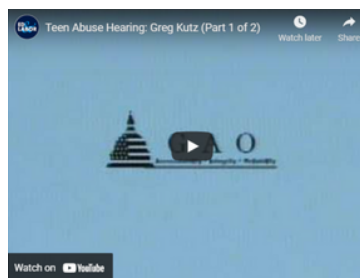 Teen Abuse Hearing: Greg Kutz (Part 1 of 2)
Watch later
Share
G A O
Accountability * Integrity * Reliability
Watch on YouTube